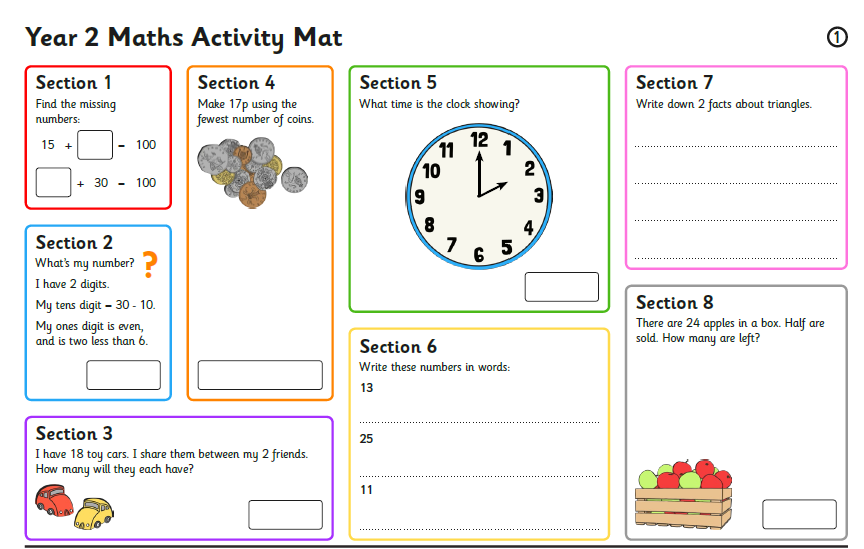 Year 2 Maths Activity Mat
1
Section 1
Find the missing
numbers:
15 + = 100
+ 30 = 100
Section 2
What's my number? ?
I have 2 digits.
My tens digit = 30 - 10.
My ones digit is even,
and is two less than 6.
Section 3
I have 18 toy cars. I share them between my 2 friends.
How many will they each have?
Section 4
Make 17p using the
fewest number of coins.
Section 5
What time is the clock showing?
12
1
2
3
4
5
6
7
8
9
10
11
Section 6
Write these numbers in words:
13
25
11
Section 7
Write down 2 facts about triangles.
Section 8
There are 24 apples in a box. Half are
sold. How many are left?